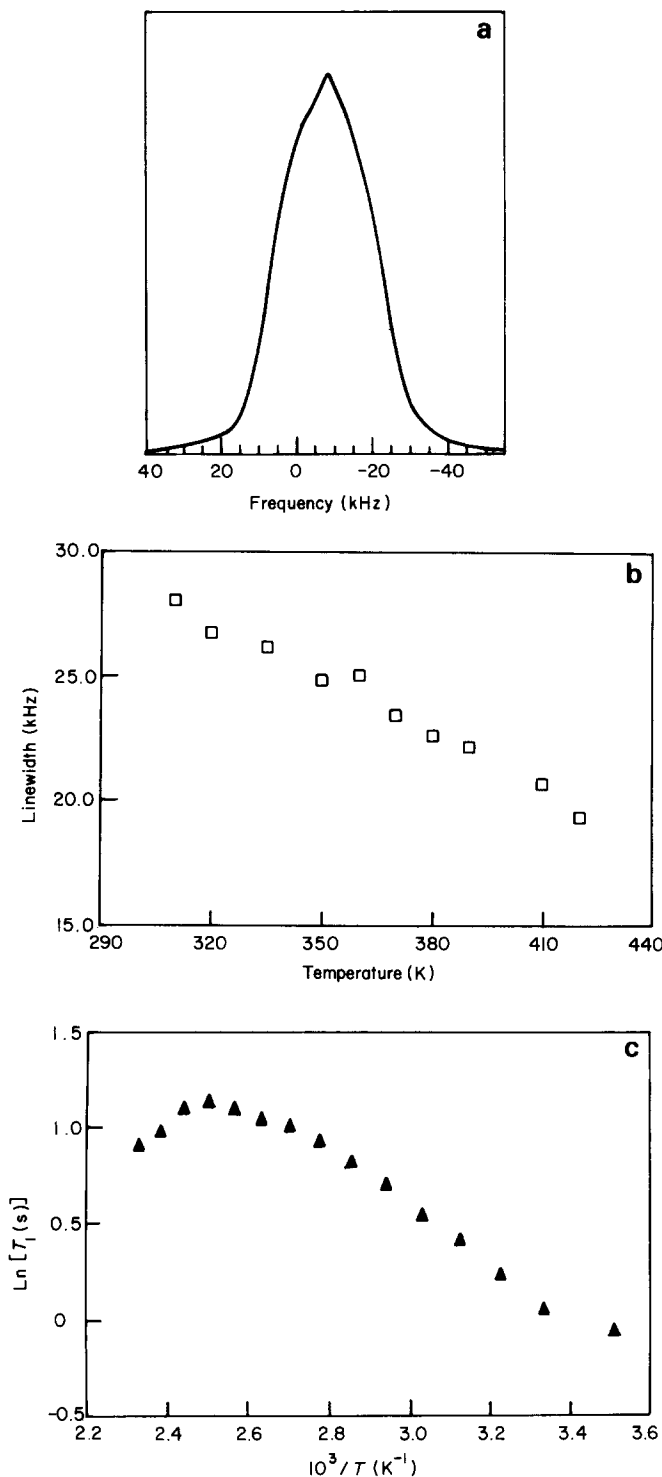 a
40 20 0 -20 -40
Frequency (kHz)
b
30.0
25.0
20.0
15.0
Linewidth (kHz)
290 320 350 380 410 440
Temperature (K)
c
1.5
1.0
0.5
0
-0.5
Ln [T1 (s)]
2.2 2.4 2.6 2.8 3.0 3.2 3.4 3.6
10³/T (K⁻¹)